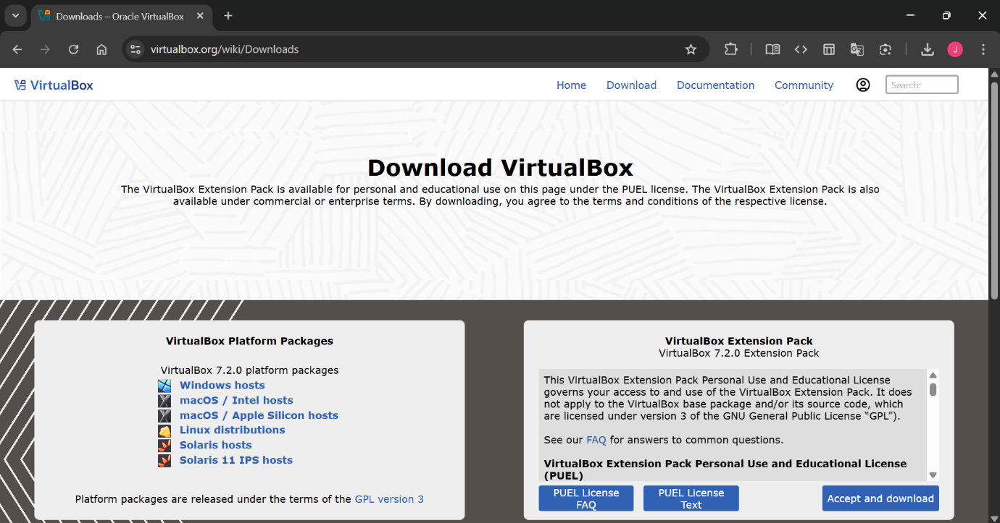 Downloads – Oracle VirtualBox
virtualbox.org/wiki/Downloads
J
VirtualBox
Home
Download
Documentation
Community
Search:
Download VirtualBox
The VirtualBox Extension Pack is available for personal and educational use on this page under the PUEL license. The VirtualBox Extension Pack is also
available under commercial or enterprise terms. By downloading, you agree to the terms and conditions of the respective license.
VirtualBox Platform Packages
VirtualBox 7.2.0 platform packages
Windows hosts
macOS / Intel hosts
macOS / Apple Silicon hosts
Linux distributions
Solaris hosts
Solaris 11 IPS hosts
Platform packages are released under the terms of the GPL version 3
VirtualBox Extension Pack
VirtualBox 7.2.0 Extension Pack
This VirtualBox Extension Pack Personal Use and Educational License
governs your access to and use of the VirtualBox Extension Pack. It does
not apply to the VirtualBox base package and/or its source code, which
are licensed under version 3 of the GNU General Public License “GPL”).
See our FAQ for answers to common questions.
VirtualBox Extension Pack Personal Use and Educational License
(PUEL)
PUEL License
FAQ
PUEL License
Text
Accept and download